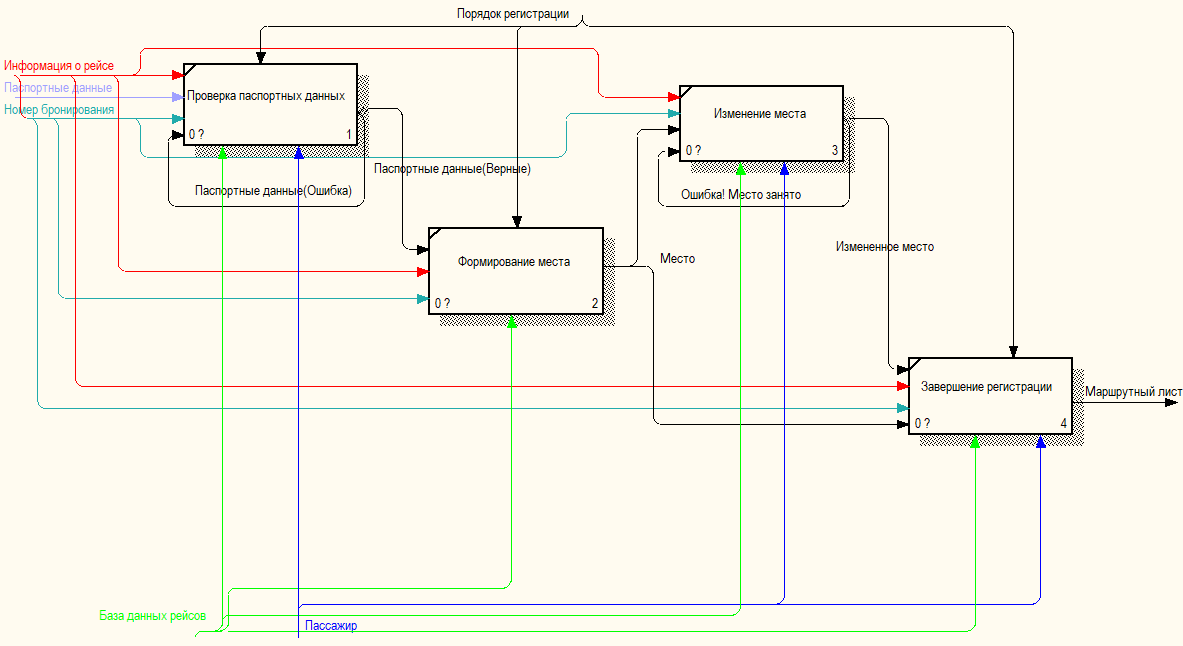 Порядок регистрации
Информация о рейсе
Паспортные данные
Номер бронирования
Проверка паспортных данных
0 ?
1
Изменение места
0 ?
3
Паспортные данные(Верные)
Паспортные данные(Ошибка)
Ошибка! Место занято
Формирование места
0 ?
2
Место
Измененное место
Завершение регистрации
0 ?
4
Маршрутный лист
База данных рейсов
Пассажир